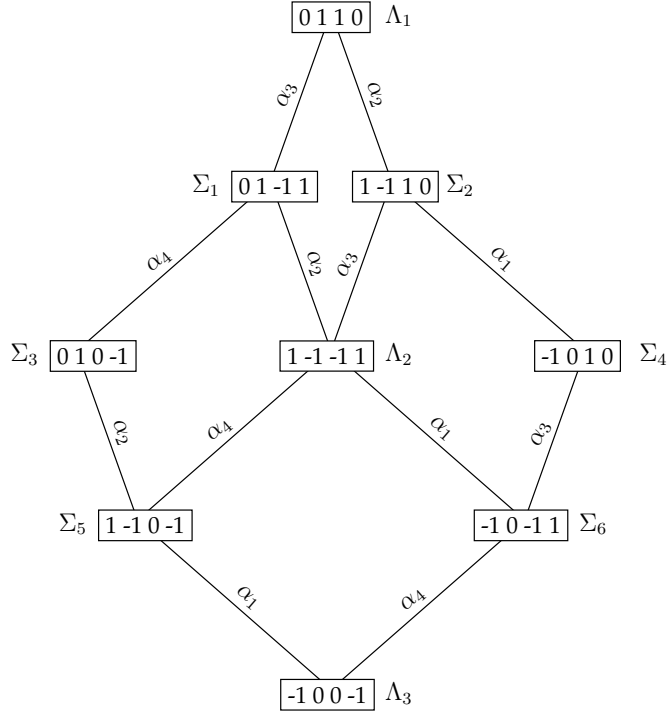 0 1 1 0 Λ₁
α₃ α₂
Σ₁ 0 1 -1 1 1 -1 1 0 Σ₂
α₄ α₂ α₃ α₁
Σ₃ 0 1 0 -1 1 -1 -1 1 Λ₂ -1 0 1 0 Σ₄
α₂ α₄ α₁ α₃
Σ₅ 1 -1 0 -1 -1 0 -1 1 Σ₆
α₁ α₄
-1 0 0 -1 Λ₃